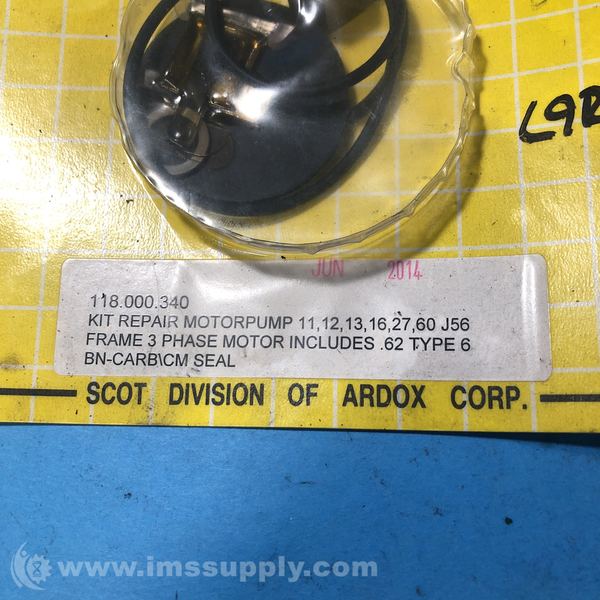 L9R
JUN 2014
118.000.340
KIT REPAIR MOTORPUMP 11,12,13,16,27,60 J56
FRAME 3 PHASE MOTOR INCLUDES .62 TYPE 6
BN-CARB\CM SEAL
SCOT DIVISION OF ARDOX CORP.
www.imssupply.com